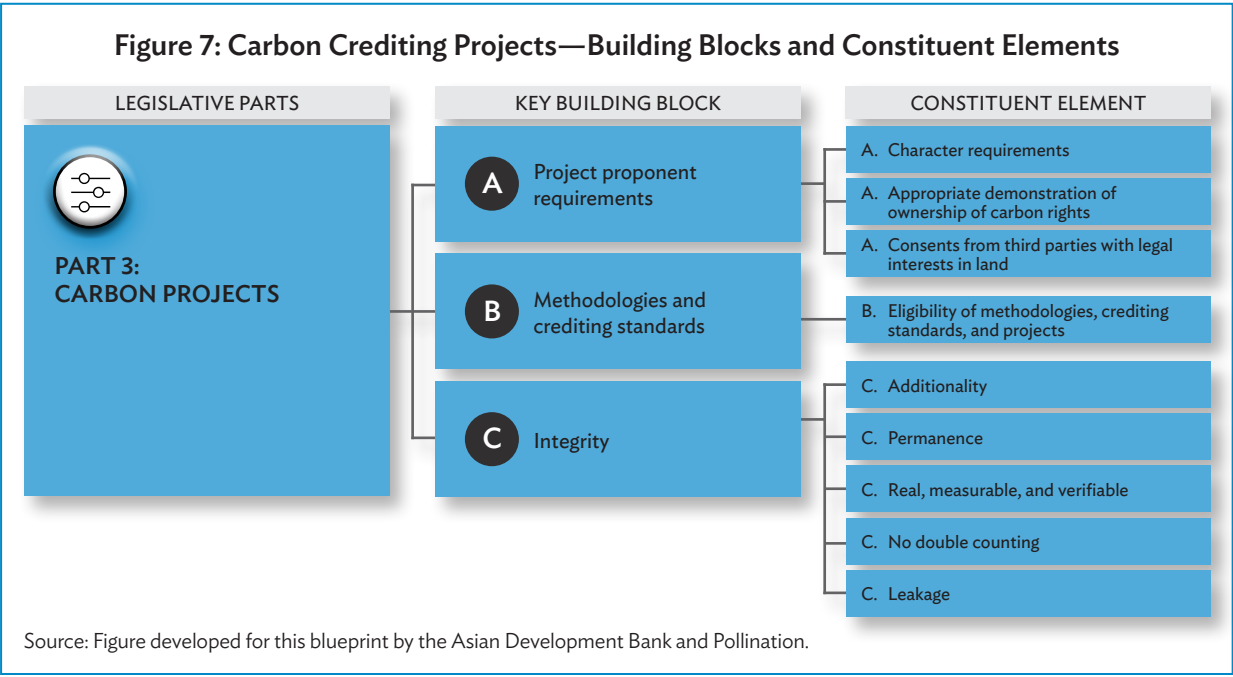 Figure 7: Carbon Crediting Projects—Building Blocks and Constituent Elements
LEGISLATIVE PARTS
KEY BUILDING BLOCK
CONSTITUENT ELEMENT
PART 3:
CARBON PROJECTS
A
Project proponent
requirements
B
Methodologies and
crediting standards
C
Integrity
A. Character requirements
A. Appropriate demonstration of
ownership of carbon rights
A. Consents from third parties with legal
interests in land
B. Eligibility of methodologies, crediting
standards, and projects
C. Additionality
C. Permanence
C. Real, measurable, and verifiable
C. No double counting
C. Leakage
Source: Figure developed for this blueprint by the Asian Development Bank and Pollination.